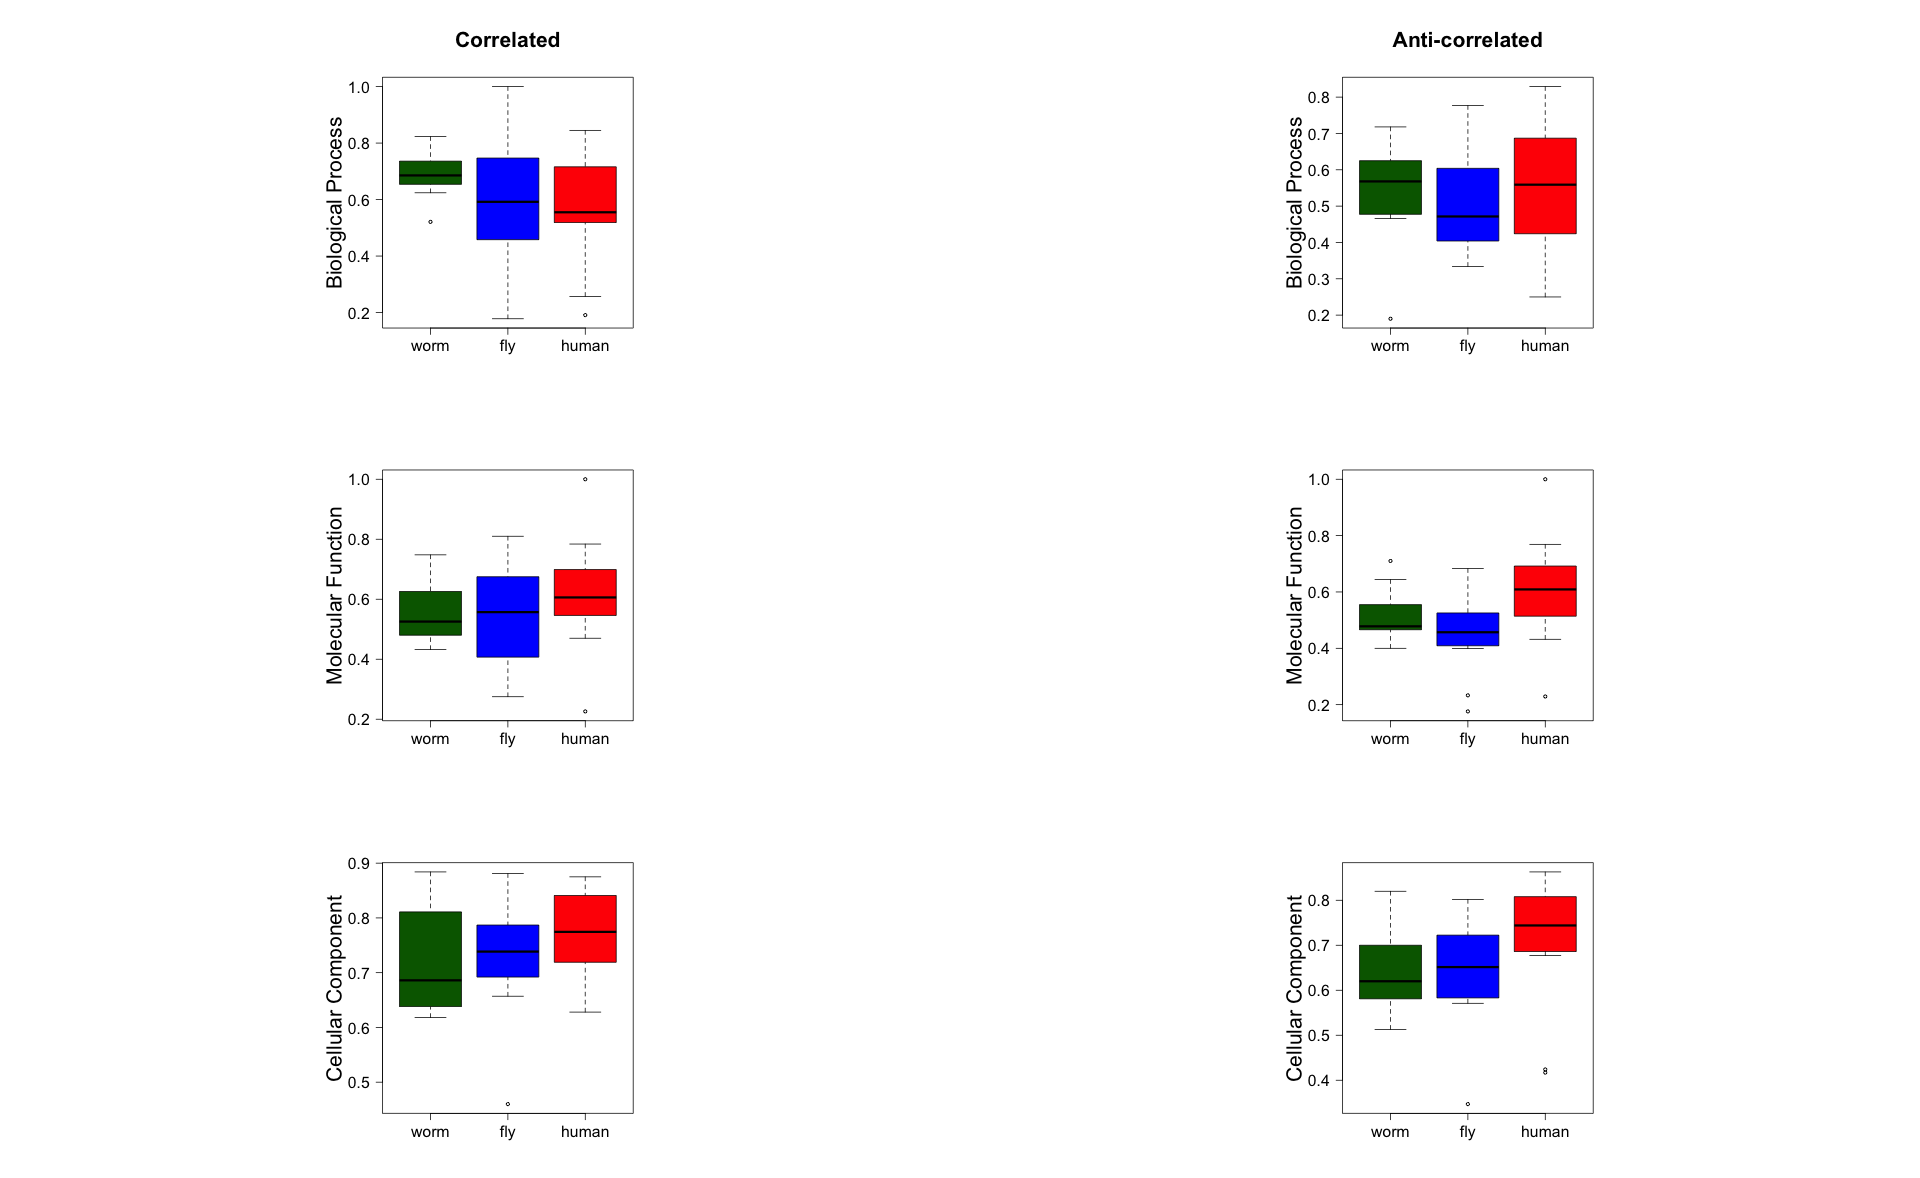 Correlated
Anti-correlated
Biological Process
1.0
0.8
0.6
0.4
0.2
worm fly human
Biological Process
0.8
0.7
0.6
0.5
0.4
0.3
0.2
worm fly human
Molecular Function
1.0
0.8
0.6
0.4
0.2
worm fly human
Molecular Function
1.0
0.8
0.6
0.4
0.2
worm fly human
Cellular Component
0.9
0.8
0.7
0.6
0.5
worm fly human
Cellular Component
0.8
0.7
0.6
0.5
0.4
worm fly human